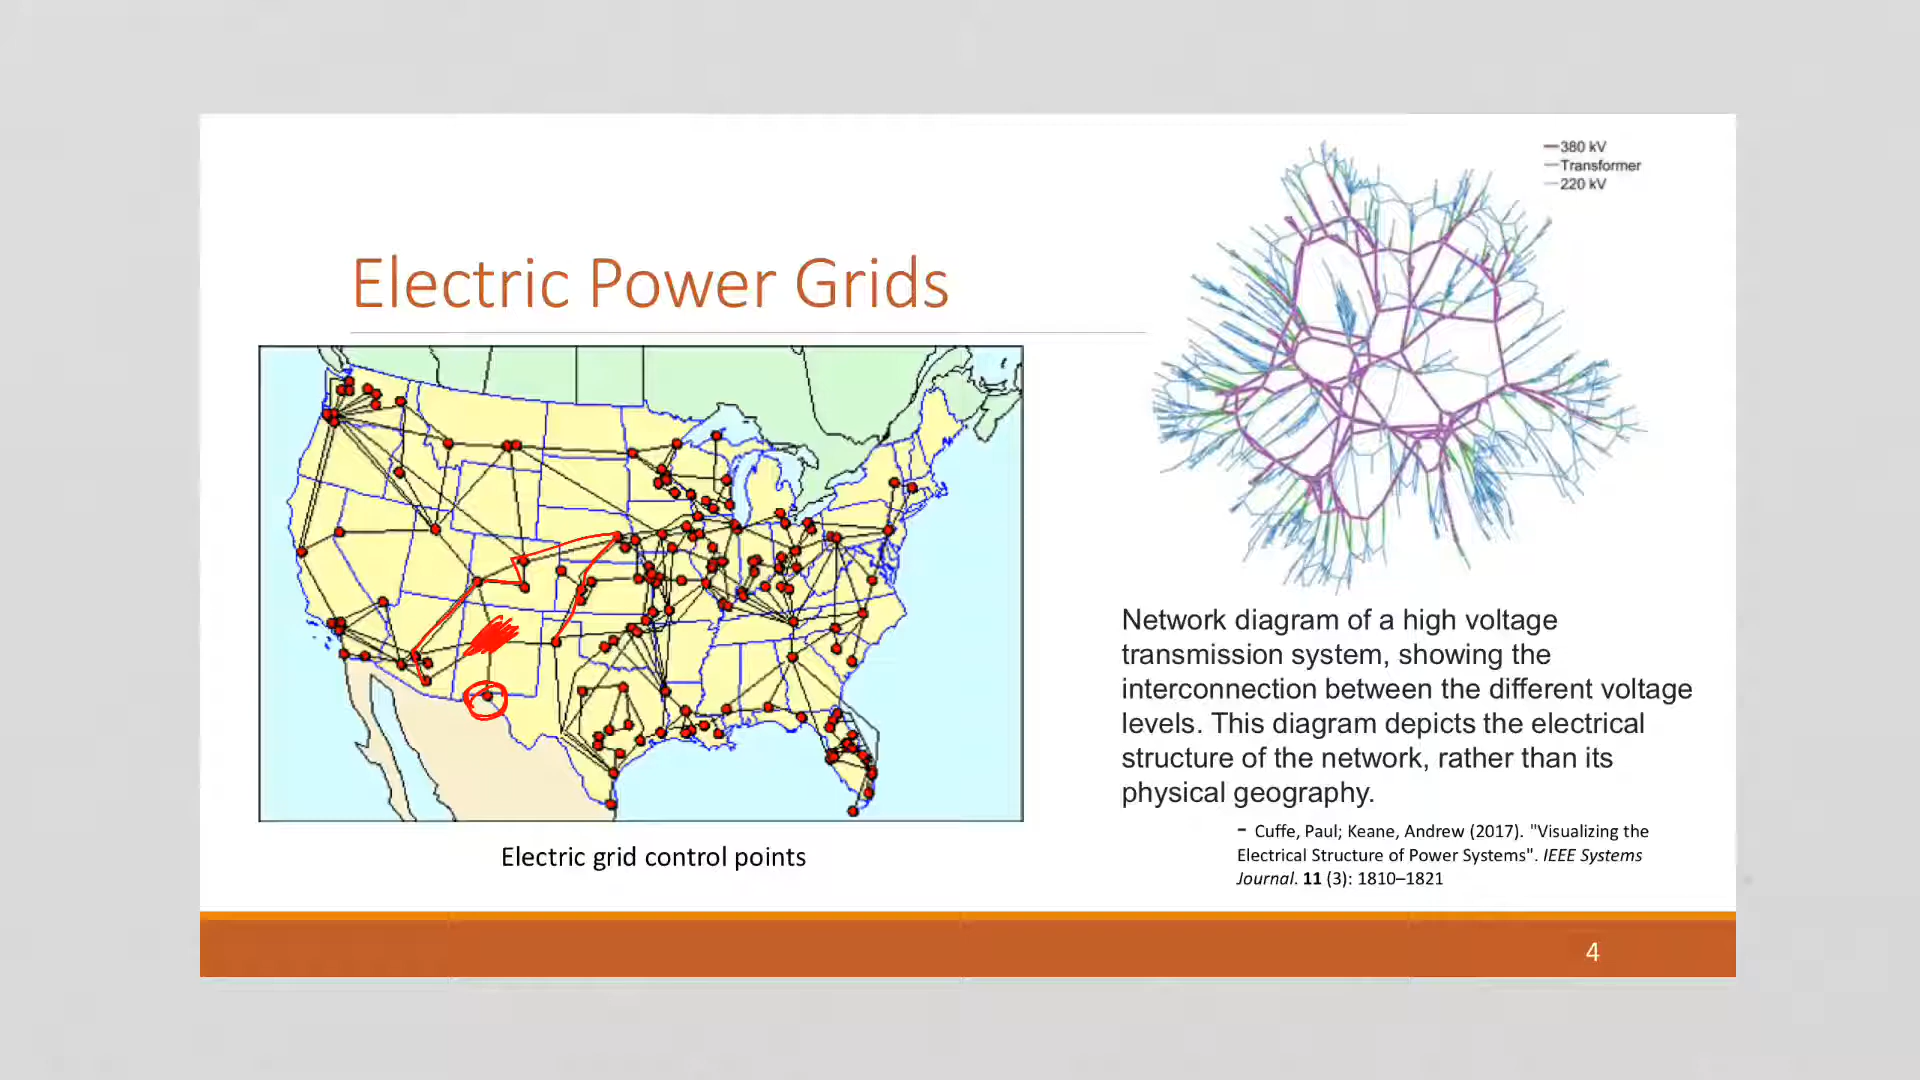 380 kV
Transformer
220 kV
Electric Power Grids
Electric grid control points
Network diagram of a high voltage
transmission system, showing the
interconnection between the different voltage
levels. This diagram depicts the electrical
structure of the network, rather than its
physical geography.
- Cuffe, Paul; Keane, Andrew (2017). "Visualizing the
Electrical Structure of Power Systems". IEEE Systems
Journal. 11 (3): 1810–1821
4